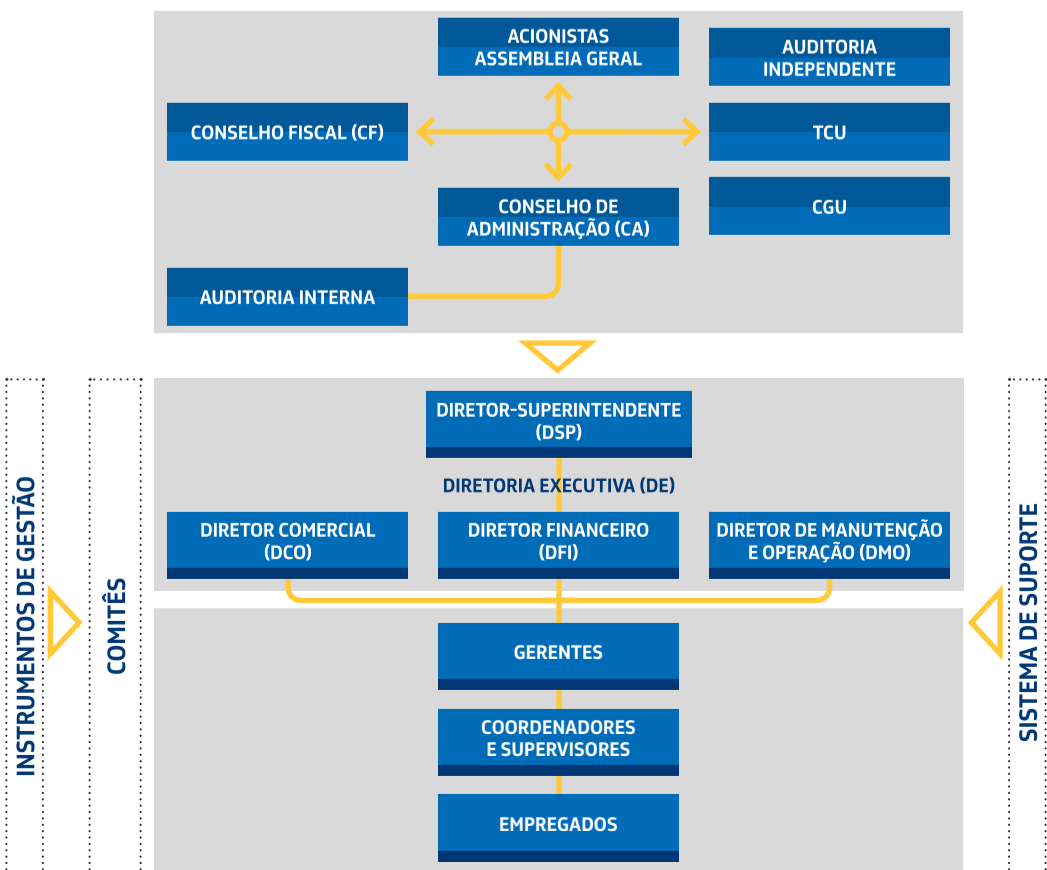 ACIONISTAS
ASSEMBLEIA GERAL
AUDITORIA
INDEPENDENTE
CONSELHO FISCAL (CF)
TCU
CONSELHO DE
ADMINISTRAÇÃO (CA)
CGU
AUDITORIA INTERNA
INSTRUMENTOS DE GESTÃO
COMITÊS
DIRETOR-SUPERINTENDENTE
(DSP)
DIRETORIA EXECUTIVA (DE)
DIRETOR COMERCIAL
(DCO)
DIRETOR FINANCEIRO
(DFI)
DIRETOR DE MANUTENÇÃO
E OPERAÇÃO (DMO)
GERENTES
COORDENADORES
E SUPERVISORES
EMPREGADOS
SISTEMA DE SUPORTE